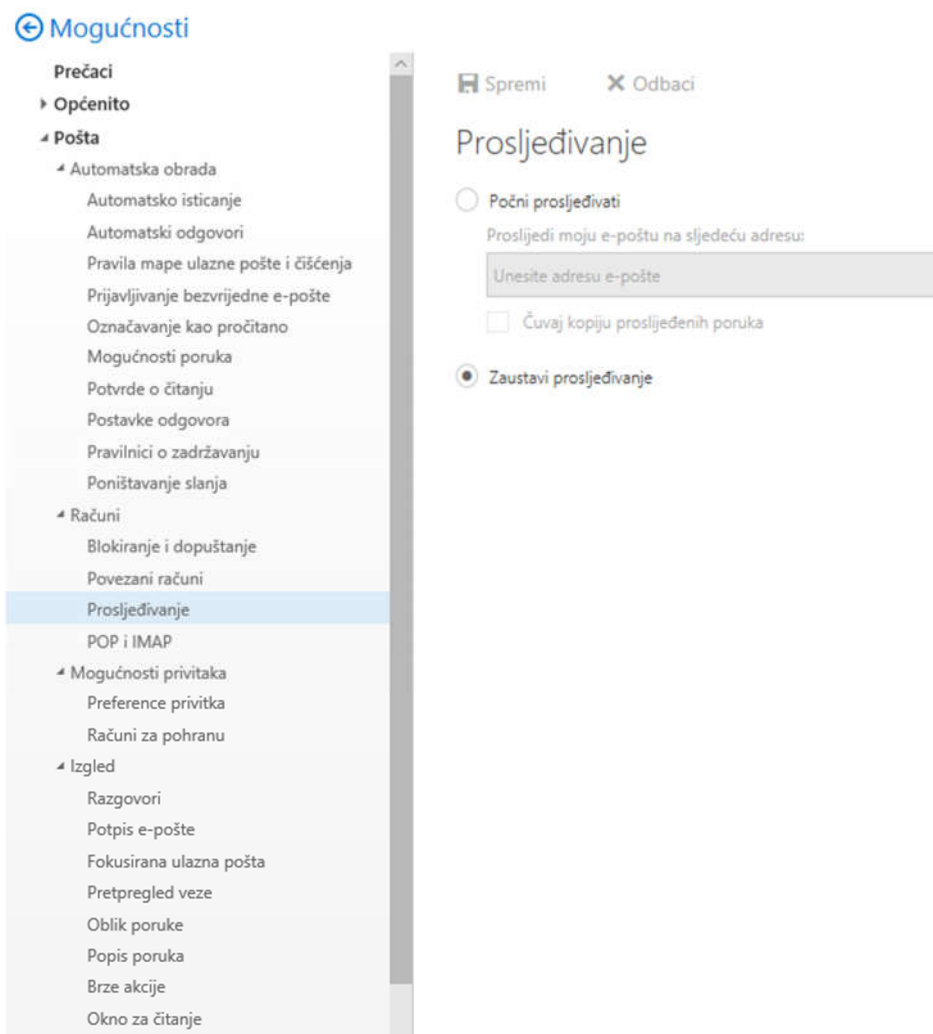 Mogućnosti
Prečaci
Općenito
Pošta
Automatska obrada
Automatsko isticanje
Automatski odgovori
Pravila mape ulazne pošte i čišćenja
Prijavljivanje bezvrijedne e-pošte
Označavanje kao pročitano
Mogućnosti poruka
Potvrde o čitanju
Postavke odgovora
Pravilnici o zadržavanju
Poništavanje slanja
Računi
Blokiranje i dopuštanje
Povezani računi
Prosljeđivanje
POP i IMAP
Mogućnosti privitaka
Preference privitka
Računi za pohranu
Izgled
Razgovori
Potpis e-pošte
Fokusirana ulazna pošta
Pretpregled veze
Oblik poruke
Popis poruka
Brze akcije
Okno za čitanje
Spremi Odbaci
Prosljeđivanje
Počni prosljeđivati
Proslijedi moju e-poštu na sljedeću adresu:
Unesite adresu e-pošte
Čuvaj kopiju proslijeđenih poruka
Zaustavi prosljeđivanje